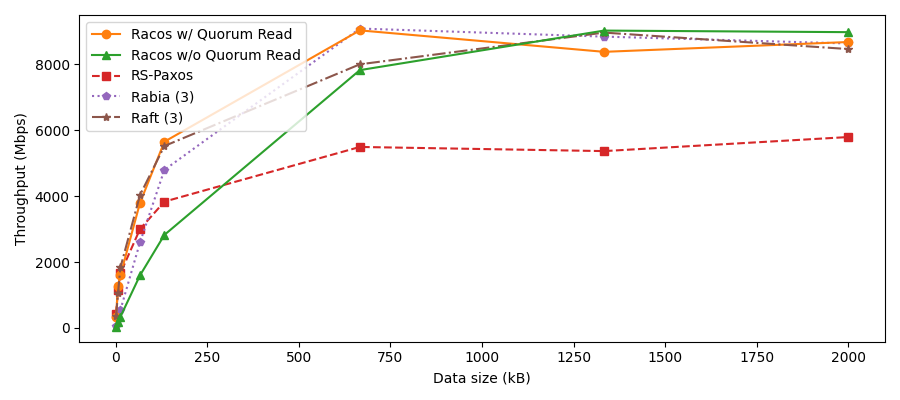 Racos w/ Quorum Read
Racos w/o Quorum Read
RS-Paxos
Rabia (3)
Raft (3)
Throughput (Mbps)
8000
6000
4000
2000
0
0 250 500 750 1000 1250 1500 1750 2000
Data size (kB)